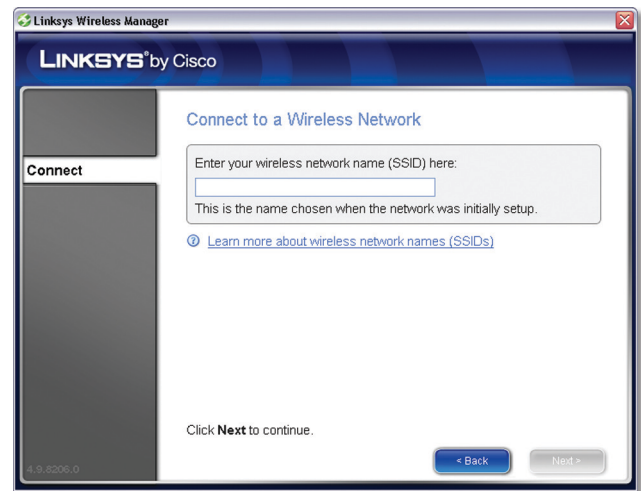 Linksys Wireless Manager
LINKSYS® by Cisco
Connect to a Wireless Network
Connect
Enter your wireless network name (SSID) here:
This is the name chosen when the network was initially setup.
Learn more about wireless network names (SSIDs)
Click Next to continue.
4.9.8206.0
< Back
Next >